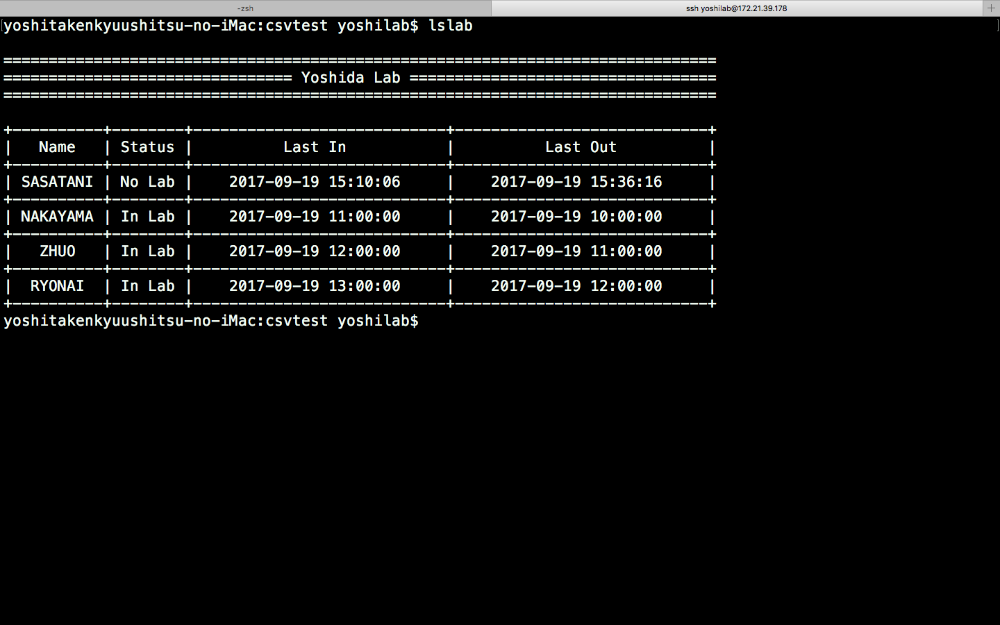 -zsh
ssh yoshilab@172.21.39.178 +
yoshitakenkyuushitsu-no-iMac:csvtest yoshilab$ lslab
===============================================================================
================================ Yoshida Lab ==================================
===============================================================================
+----------+--------+----------------------------+----------------------------+
|   Name   | Status |          Last In           |          Last Out          |
+----------+--------+----------------------------+----------------------------+
| SASATANI | No Lab |    2017-09-19 15:10:06     |    2017-09-19 15:36:16     |
+----------+--------+----------------------------+----------------------------+
| NAKAYAMA | In Lab |    2017-09-19 11:00:00     |    2017-09-19 10:00:00     |
+----------+--------+----------------------------+----------------------------+
|   ZHUO   | In Lab |    2017-09-19 12:00:00     |    2017-09-19 11:00:00     |
+----------+--------+----------------------------+----------------------------+
|  RYONAI  | In Lab |    2017-09-19 13:00:00     |    2017-09-19 12:00:00     |
+----------+--------+----------------------------+----------------------------+
yoshitakenkyuushitsu-no-iMac:csvtest yoshilab$